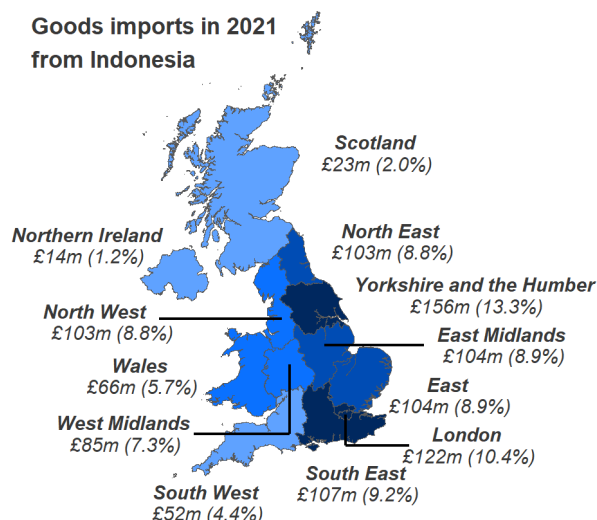 Goods imports in 2021
from Indonesia
Scotland
£23m (2.0%)
Northern Ireland
£14m (1.2%)
North East
£103m (8.8%)
Yorkshire and the Humber
£156m (13.3%)
North West
£103m (8.8%)
East Midlands
£104m (8.9%)
Wales
£66m (5.7%)
East
£104m (8.9%)
West Midlands
£85m (7.3%)
London
£122m (10.4%)
South East
£107m (9.2%)
South West
£52m (4.4%)